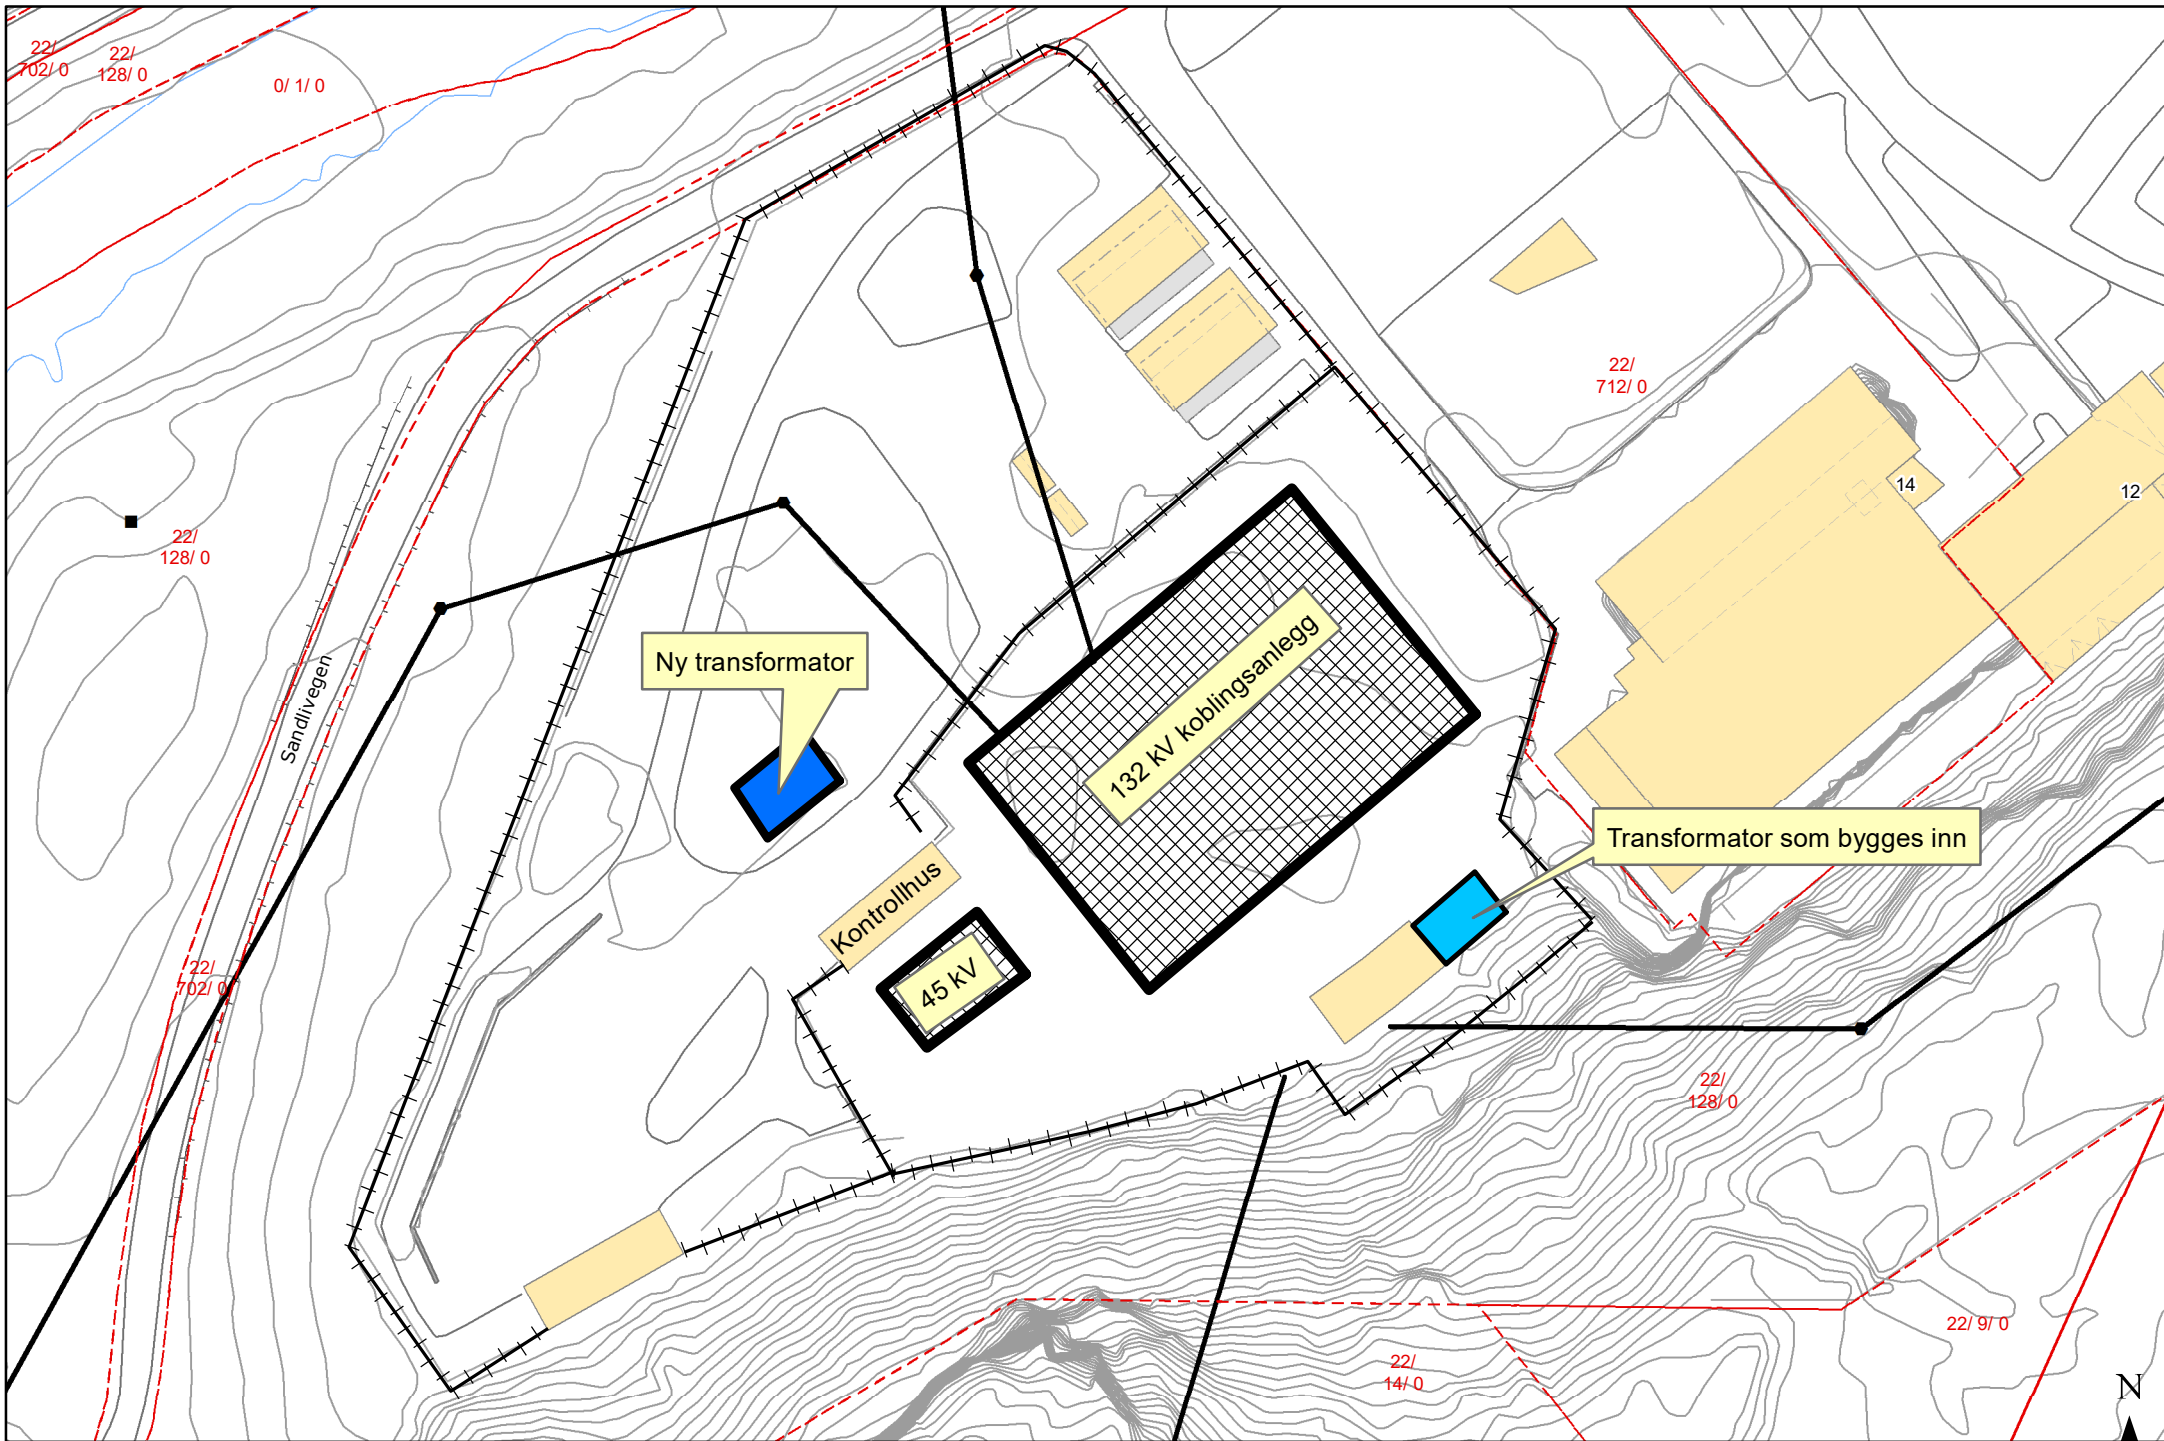 22/
702/ 0
22/
128/ 0
0/ 1/ 0
22/
712/ 0
14
12
22/
128/ 0
Ny transformator
132 kV koblingsanlegg
Sandlivegen
Transformator som bygges inn
Kontrollhus
45 kV
22/
702/ 0
22/
128/ 0
22/ 9/ 0
22/
14/ 0
N